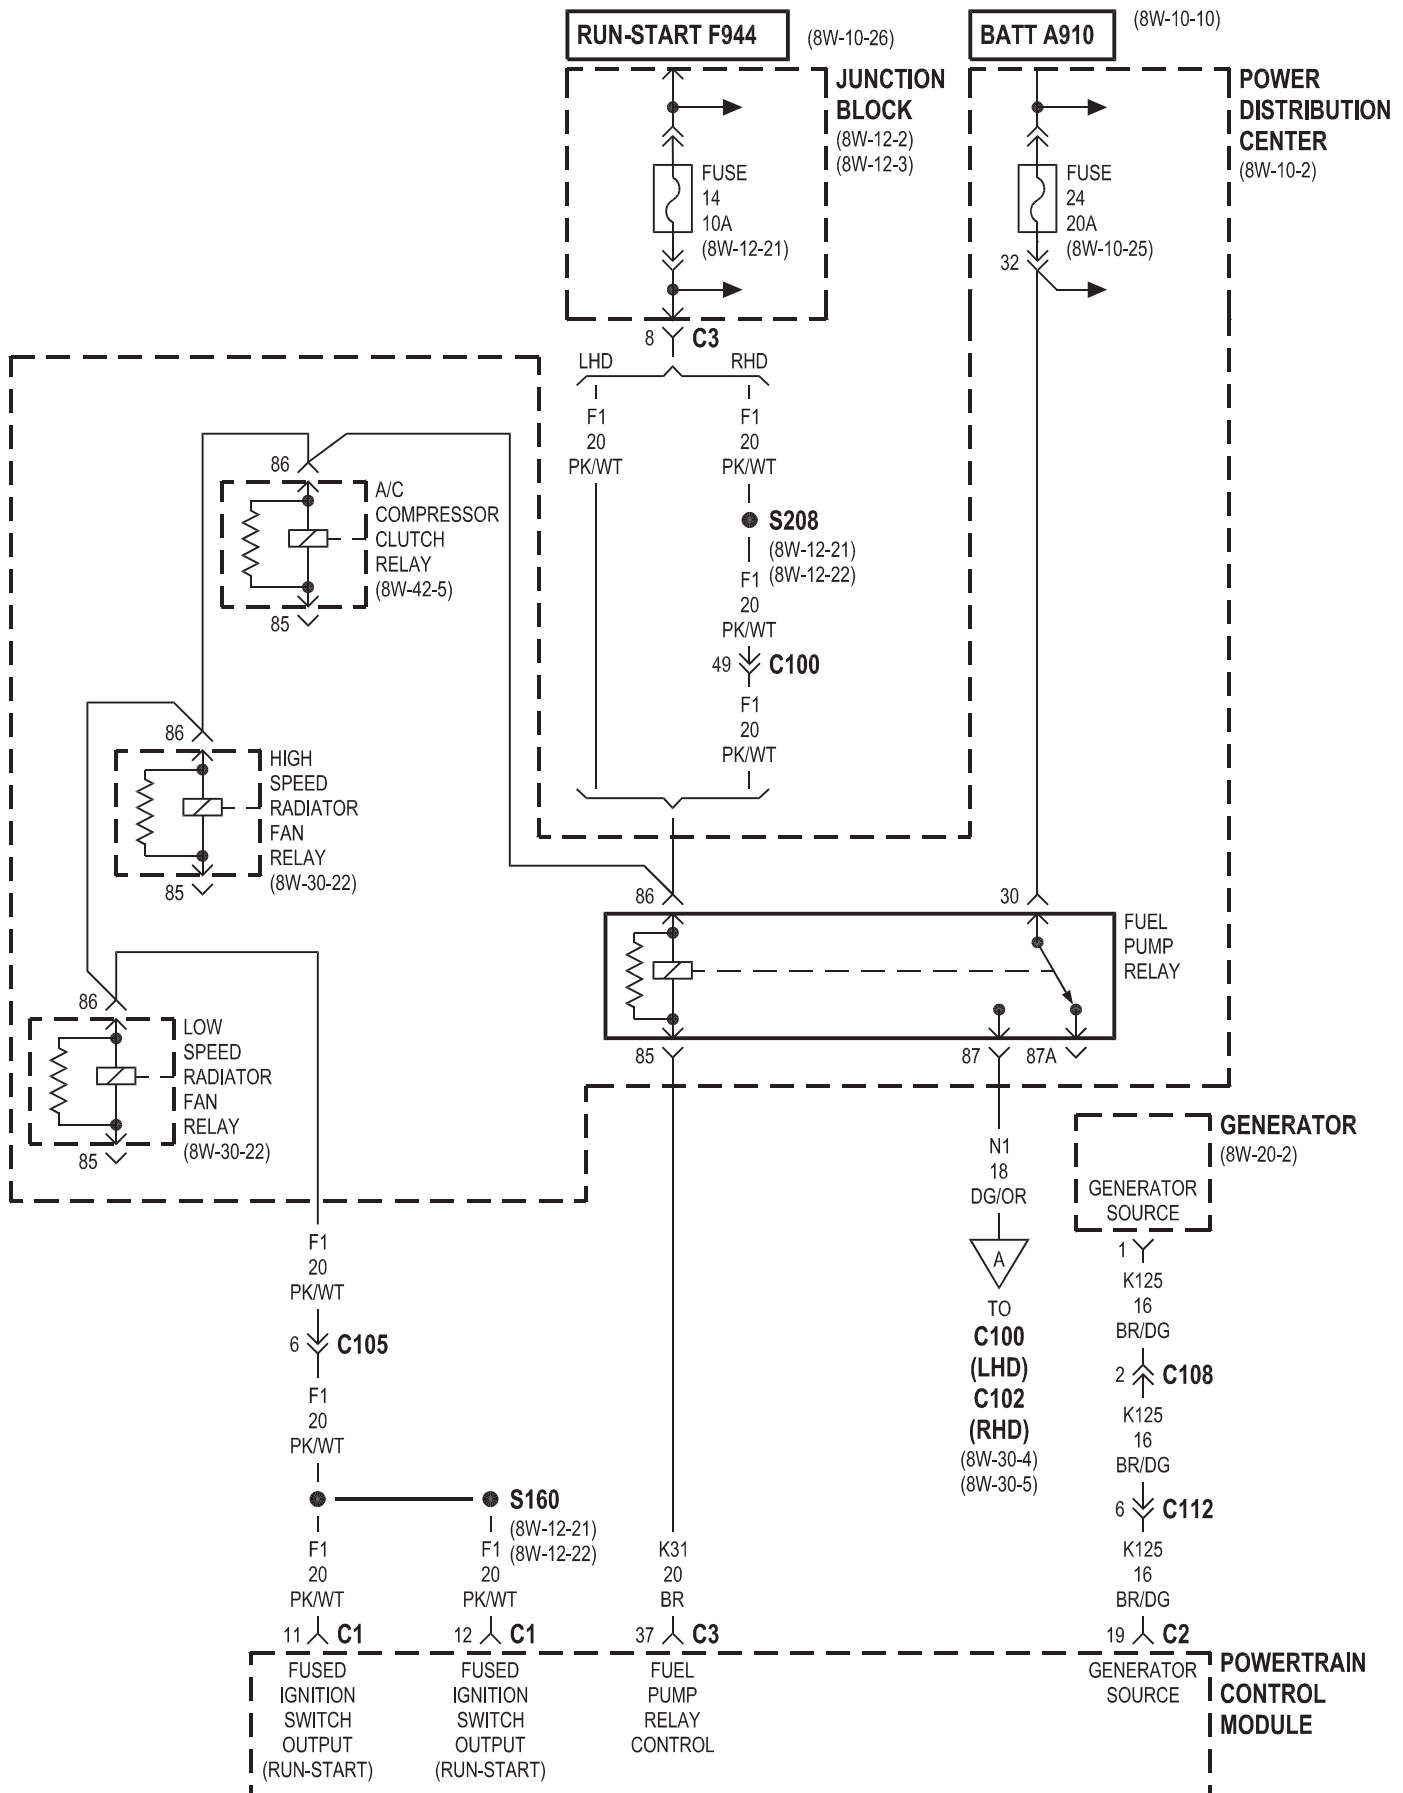 RUN-START F944
(8W-10-26)
BATT A910
(8W-10-10)
JUNCTION
BLOCK
(8W-12-2)
(8W-12-3)
POWER
DISTRIBUTION
CENTER
(8W-10-2)
FUSE
14
10A
(8W-12-21)
FUSE
24
20A
(8W-10-25)
32
8
C3
LHD
RHD
F1
20
PK/WT
F1
20
PK/WT
S208
(8W-12-21)
(8W-12-22)
F1
20
PK/WT
49
C100
F1
20
PK/WT
86
A/C
COMPRESSOR
CLUTCH
RELAY
(8W-42-5)
85
86
HIGH
SPEED
RADIATOR
FAN
RELAY
(8W-30-22)
85
86
LOW
SPEED
RADIATOR
FAN
RELAY
(8W-30-22)
85
86
30
FUEL
PUMP
RELAY
85
87
87A
N1
18
DG/OR
A
TO
C100
(LHD)
C102
(RHD)
(8W-30-4)
(8W-30-5)
GENERATOR
(8W-20-2)
GENERATOR
SOURCE
1
K125
16
BR/DG
2
C108
K125
16
BR/DG
6
C112
K125
16
BR/DG
19
C2
F1
20
PK/WT
6
C105
F1
20
PK/WT
S160
(8W-12-21)
(8W-12-22)
F1
20
PK/WT
F1
20
PK/WT
K31
20
BR
11
C1
12
C1
37
C3
FUSED
IGNITION
SWITCH
OUTPUT
(RUN-START)
FUSED
IGNITION
SWITCH
OUTPUT
(RUN-START)
FUEL
PUMP
RELAY
CONTROL
GENERATOR
SOURCE
POWERTRAIN
CONTROL
MODULE